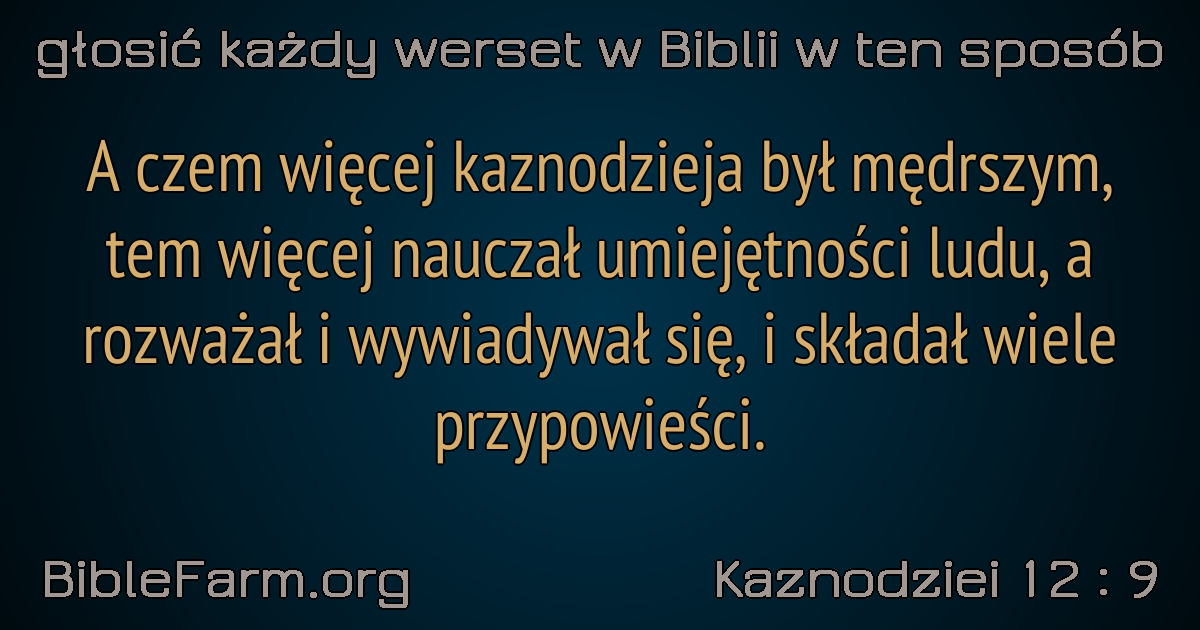 głosić każdy werset w Biblii w ten sposób
A czem więcej kaznodzieja był mędrszym,
tem więcej nauczał umiejętności ludu, a
rozważał i wywiadywał się, i składał wiele
przypowieści.
BibleFarm.org
Kaznodziei 12 : 9